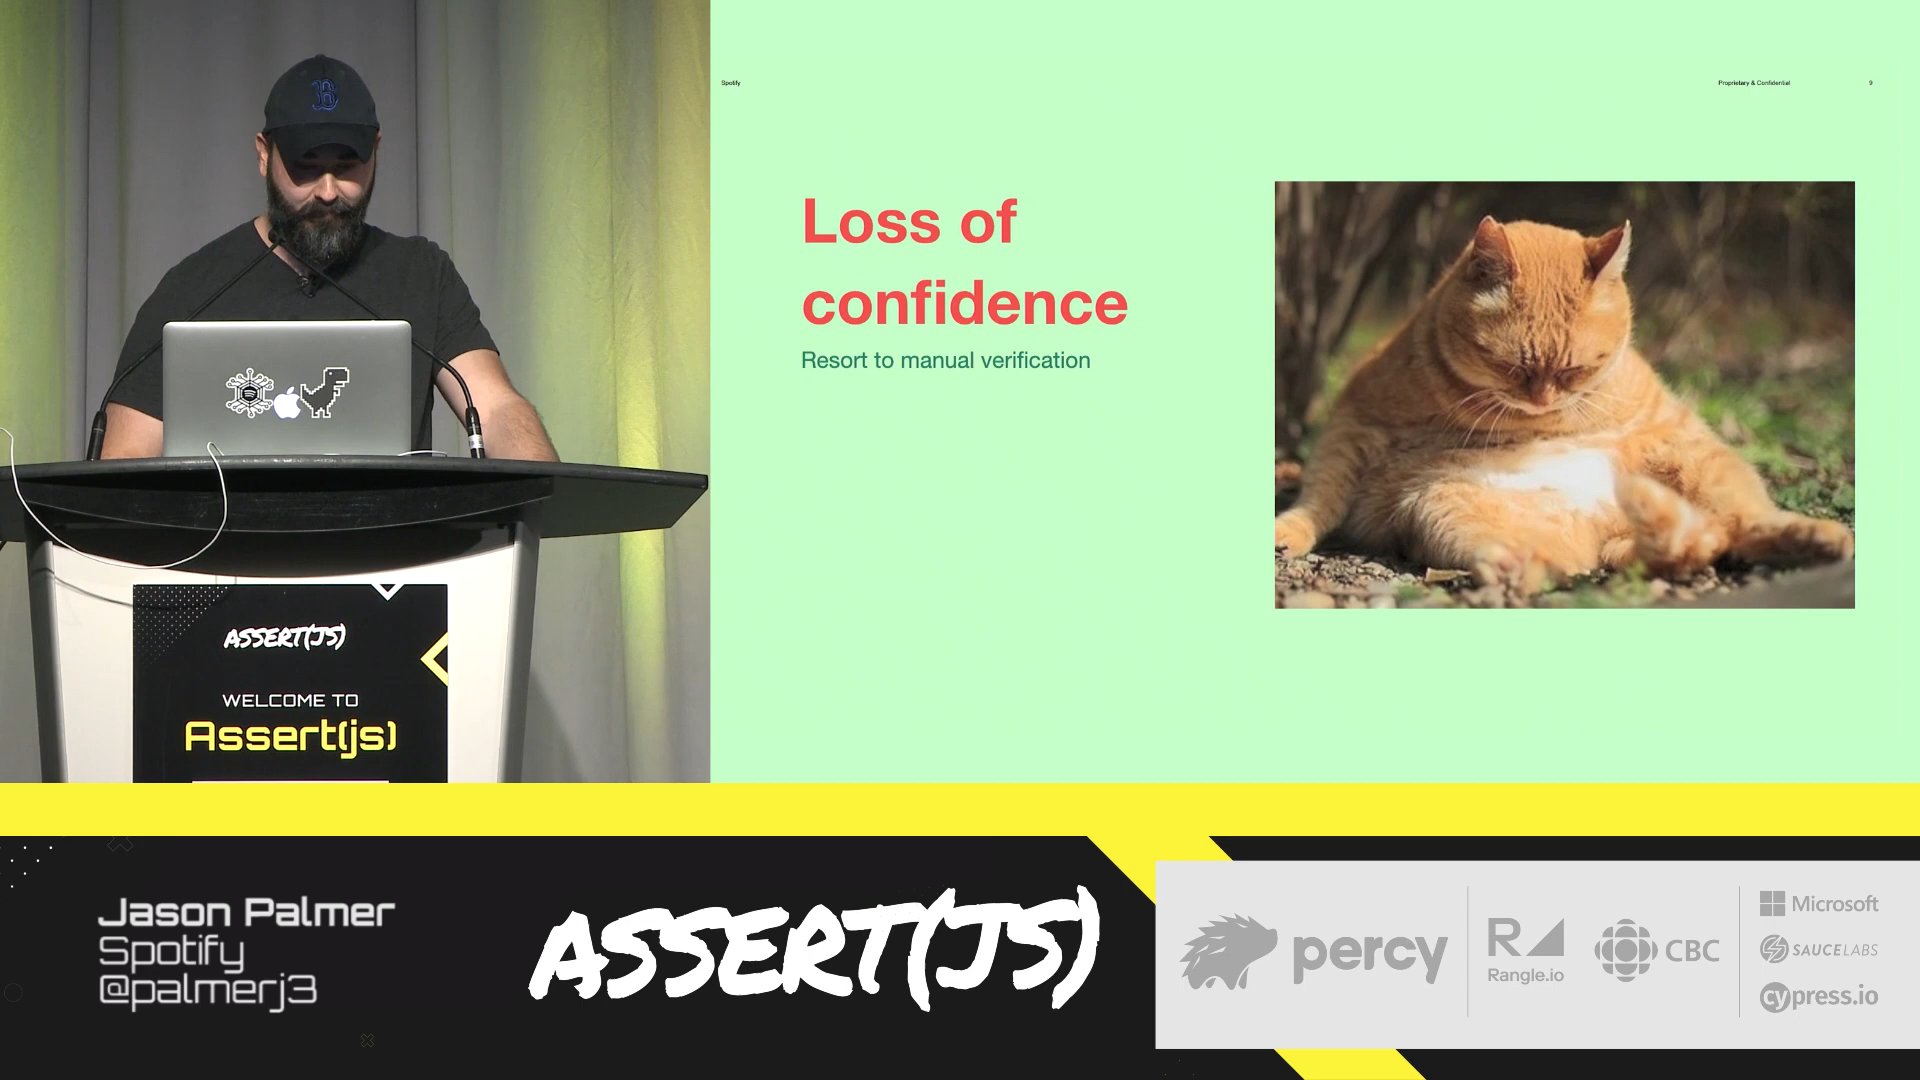 B
Spotify
Proprietary & Confidential
9
Loss of
confidence
Resort to manual verification
ASSERT(JS)
WELCOME TO
Assert(js)
Jason Palmer
Spotify
@palmerj3
ASSERT(JS)
percy
R
Rangle.io
CBC
Microsoft
SAUCELABS
cypress.io